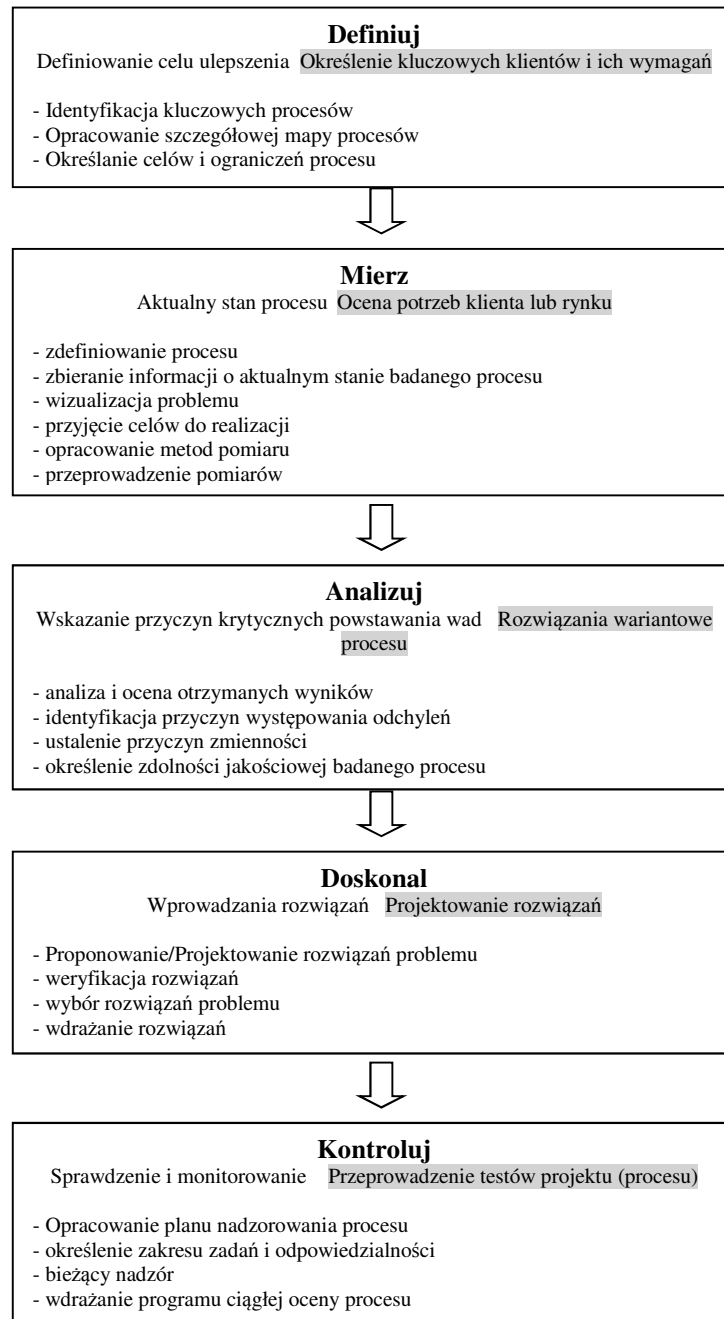 Definiuj
Definiowanie celu ulepszenia Określenie kluczowych klientów i ich wymagań
- Identyfikacja kluczowych procesów
- Opracowanie szczegółowej mapy procesów
- Określanie celów i ograniczeń procesu
Mierz
Aktualny stan procesu Ocena potrzeb klienta lub rynku
- zdefiniowanie procesu
- zbieranie informacji o aktualnym stanie badanego procesu
- wizualizacja problemu
- przyjęcie celów do realizacji
- opracowanie metod pomiaru
- przeprowadzenie pomiarów
Analizuj
Wskazanie przyczyn krytycznych powstawania wad Rozwiązania wariantowe
procesu
- analiza i ocena otrzymanych wyników
- identyfikacja przyczyn występowania odchyleń
- ustalenie przyczyn zmienności
- określenie zdolności jakościowej badanego procesu
Doskonal
Wprowadzania rozwiązań Projektowanie rozwiązań
- Proponowanie/Projektowanie rozwiązań problemu
- weryfikacja rozwiązań
- wybór rozwiązań problemu
- wdrażanie rozwiązań
Kontroluj
Sprawdzenie i monitorowanie Przeprowadzenie testów projektu (procesu)
- Opracowanie planu nadzorowania procesu
- określenie zakresu zadań i odpowiedzialności
- bieżący nadzór
- wdrażanie programu ciągłej oceny procesu